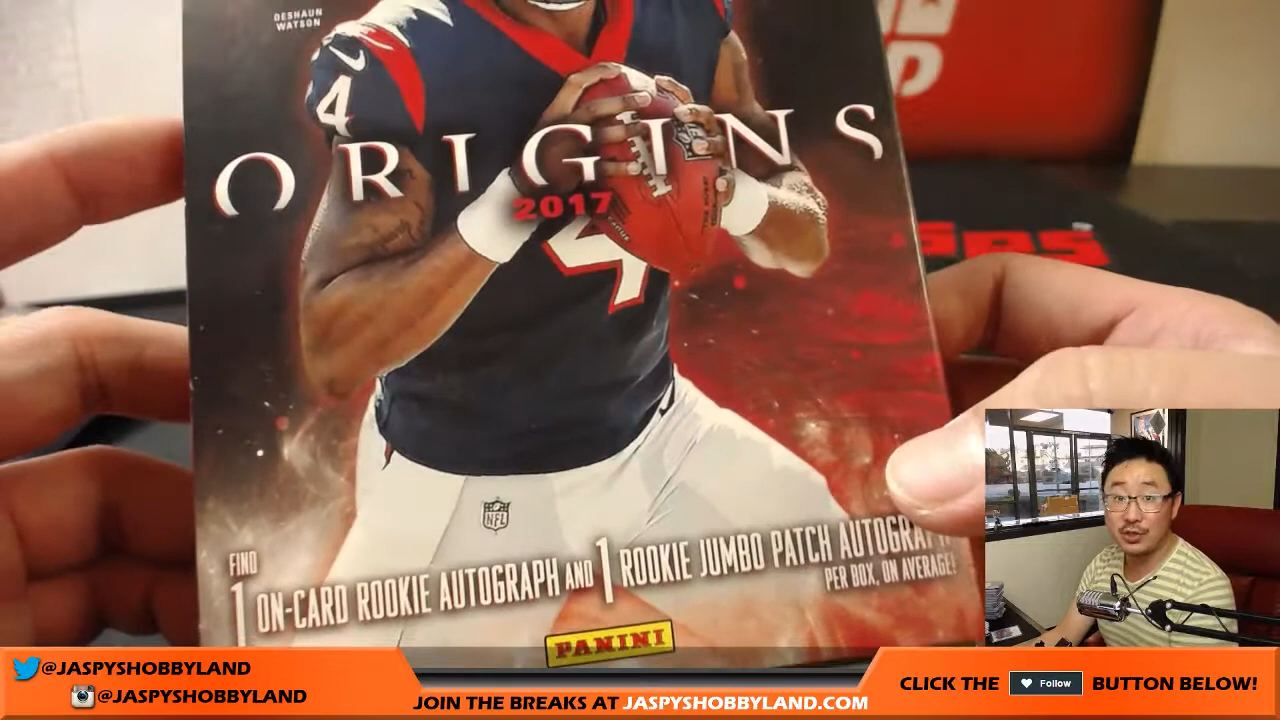 DESHAUN
WATSON
4
ORIGINS
2017
4
NFL
FIND
1 ON-CARD ROOKIE AUTOGRAPH AND 1 ROOKIE JUMBO PATCH
PER BOX, ON AVERAGE!
PANINI
@JASPYSHOBBYLAND
@JASPYSHOBBYLAND
JOIN THE BREAKS AT JASPYSHOBBYLAND.COM
CLICK THE Follow BUTTON BELOW!